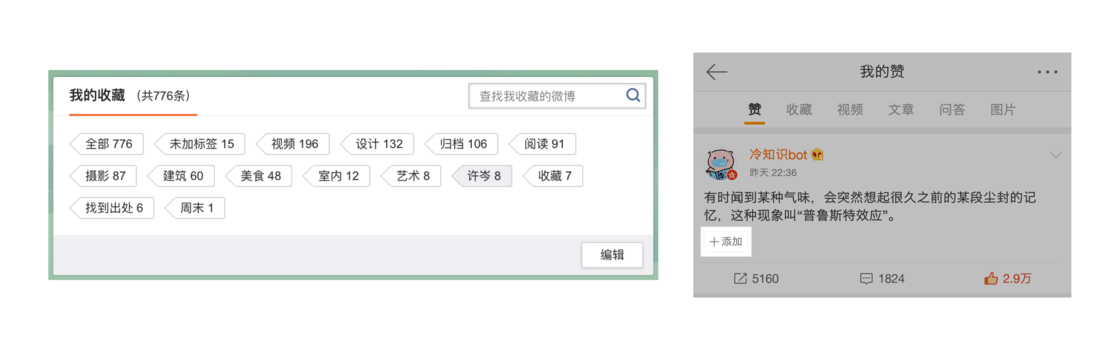 我的收藏 (共776条)
查找我收藏的微博
全部 776 未加标签 15 视频 196 设计 132 归档 106 阅读 91
摄影 87 建筑 60 美食 48 室内 12 艺术 8 许岑 8 收藏 7
找到出处 6 周末 1
编辑
我的赞
赞 收藏 视频 文章 问答 图片
冷知识bot
昨天 22:36
有时闻到某种气味，会突然想起很久之前的某段尘封的记
忆，这种现象叫“普鲁斯特效应”。
+添加
5160 1824 2.9万